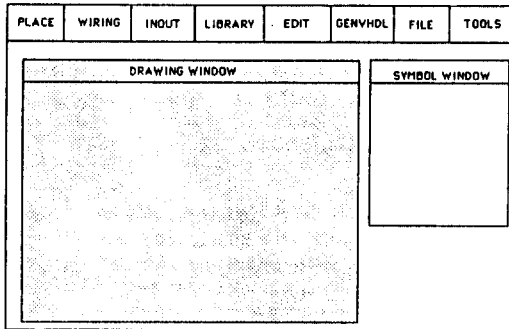 PLACE WIRING INOUT LIBRARY EDIT GENVHDL FILE TOOLS
DRAWING WINDOW
SYMBOL WINDOW